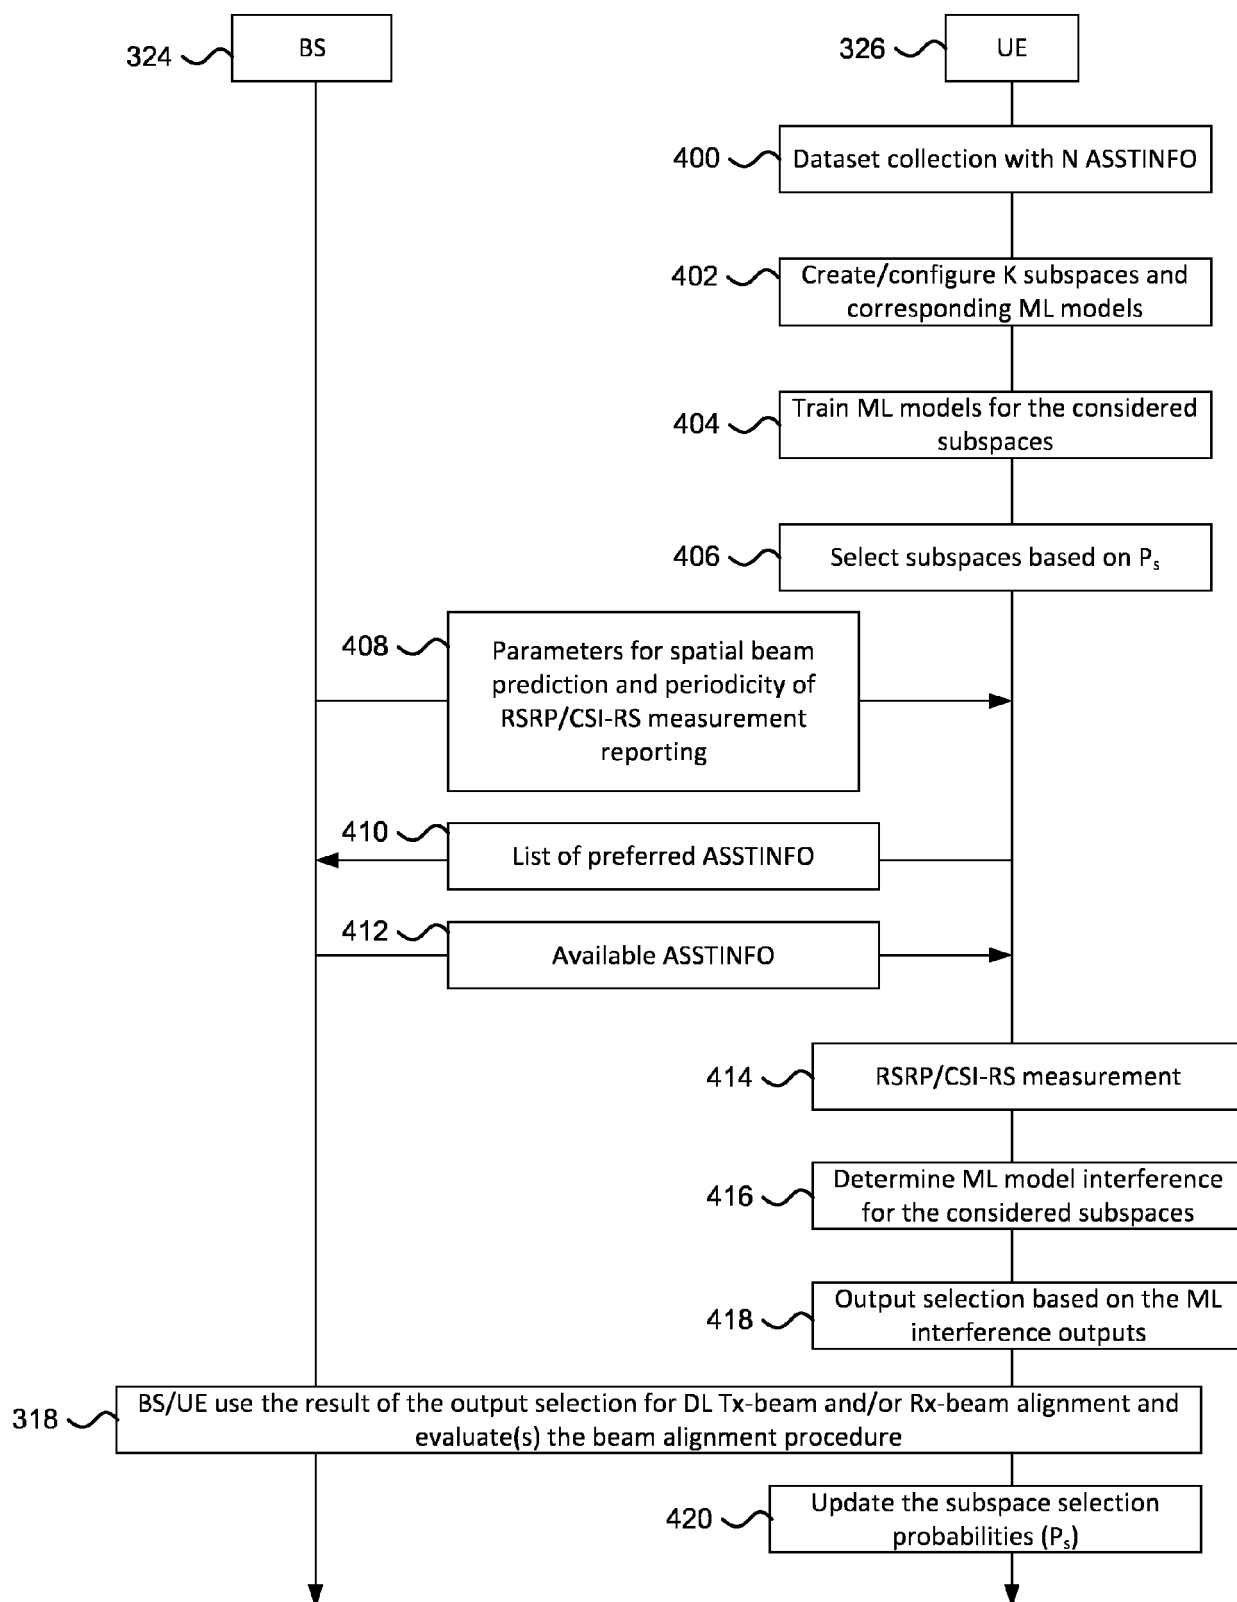 324
BS
326
UE
400
Dataset collection with N ASSTINFO
402
Create/configure K subspaces and
corresponding ML models
404
Train ML models for the considered
subspaces
406
Select subspaces based on Ps
408
Parameters for spatial beam
prediction and periodicity of
RSRP/CSI-RS measurement
reporting
410
List of preferred ASSTINFO
412
Available ASSTINFO
414
RSRP/CSI-RS measurement
416
Determine ML model interference
for the considered subspaces
418
Output selection based on the ML
interference outputs
318
BS/UE use the result of the output selection for DL Tx-beam and/or Rx-beam alignment and
evaluate(s) the beam alignment procedure
420
Update the subspace selection
probabilities (Ps)